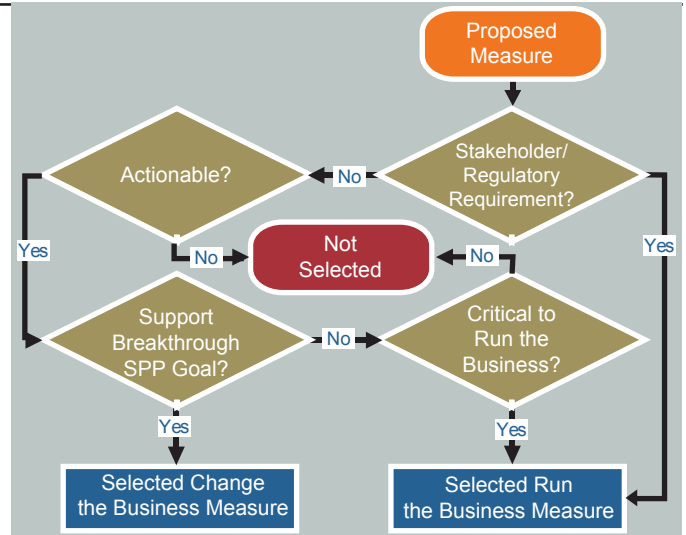 Proposed
Measure
Actionable?
No
Stakeholder/
Regulatory
Requirement?
Yes
No
Not
Selected
No
Yes
Support
Breakthrough
SPP Goal?
No
Critical to
Run the
Business?
Yes
Yes
Selected Change
the Business Measure
Selected Run
the Business Measure